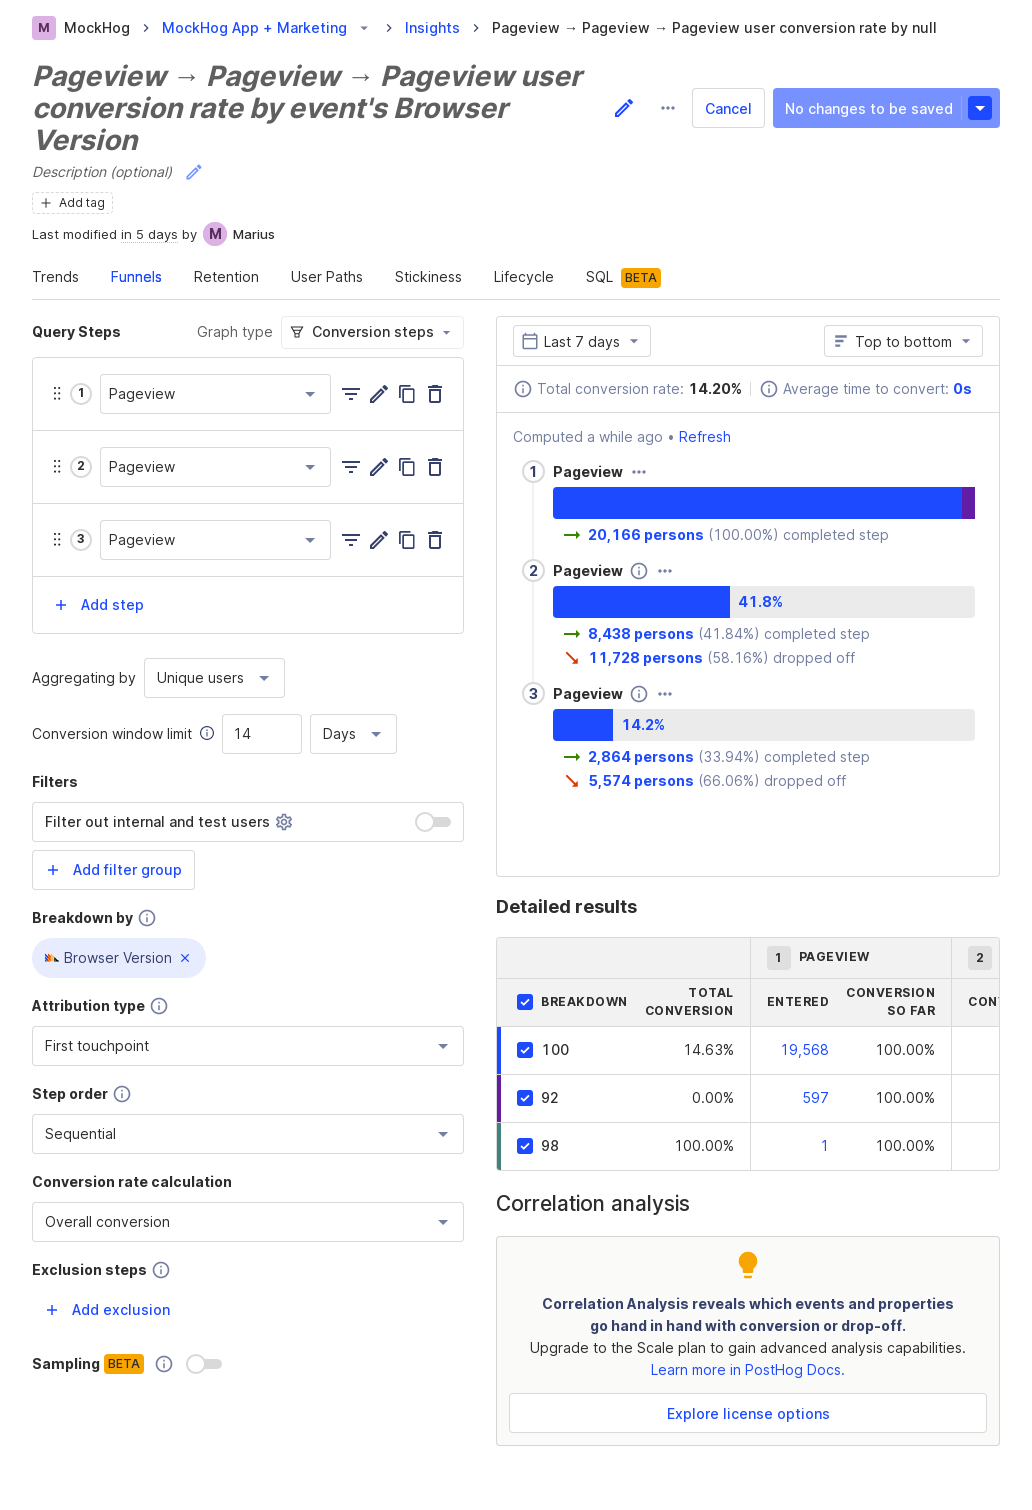 M MockHog MockHog App + Marketing Insights Pageview → Pageview → Pageview user conversion rate by null
Pageview → Pageview → Pageview user
conversion rate by event's Browser
Version
Cancel
No changes to be saved
Description (optional)
Add tag
Last modified in 5 days by M Marius
Trends Funnels Retention User Paths Stickiness Lifecycle SQL BETA
Query Steps Graph type Conversion steps
1 Pageview
2 Pageview
3 Pageview
Add step
Aggregating by Unique users
Conversion window limit 14 Days
Filters
Filter out internal and test users
Add filter group
Breakdown by
Browser Version
Attribution type
First touchpoint
Step order
Sequential
Conversion rate calculation
Overall conversion
Exclusion steps
Add exclusion
Sampling BETA
Last 7 days Top to bottom
Total conversion rate: 14.20% Average time to convert: 0s
Computed a while ago • Refresh
1 Pageview
20,166 persons (100.00%) completed step
2 Pageview
41.8%
8,438 persons (41.84%) completed step
11,728 persons (58.16%) dropped off
3 Pageview
14.2%
2,864 persons (33.94%) completed step
5,574 persons (66.06%) dropped off
Detailed results
1 PAGEVIEW 2
BREAKDOWN TOTAL CONVERSION ENTERED CONVERSION SO FAR
100 14.63% 19,568 100.00%
92 0.00% 597 100.00%
98 100.00% 1 100.00%
Correlation analysis
Correlation Analysis reveals which events and properties
go hand in hand with conversion or drop-off.
Upgrade to the Scale plan to gain advanced analysis capabilities.
Learn more in PostHog Docs.
Explore license options